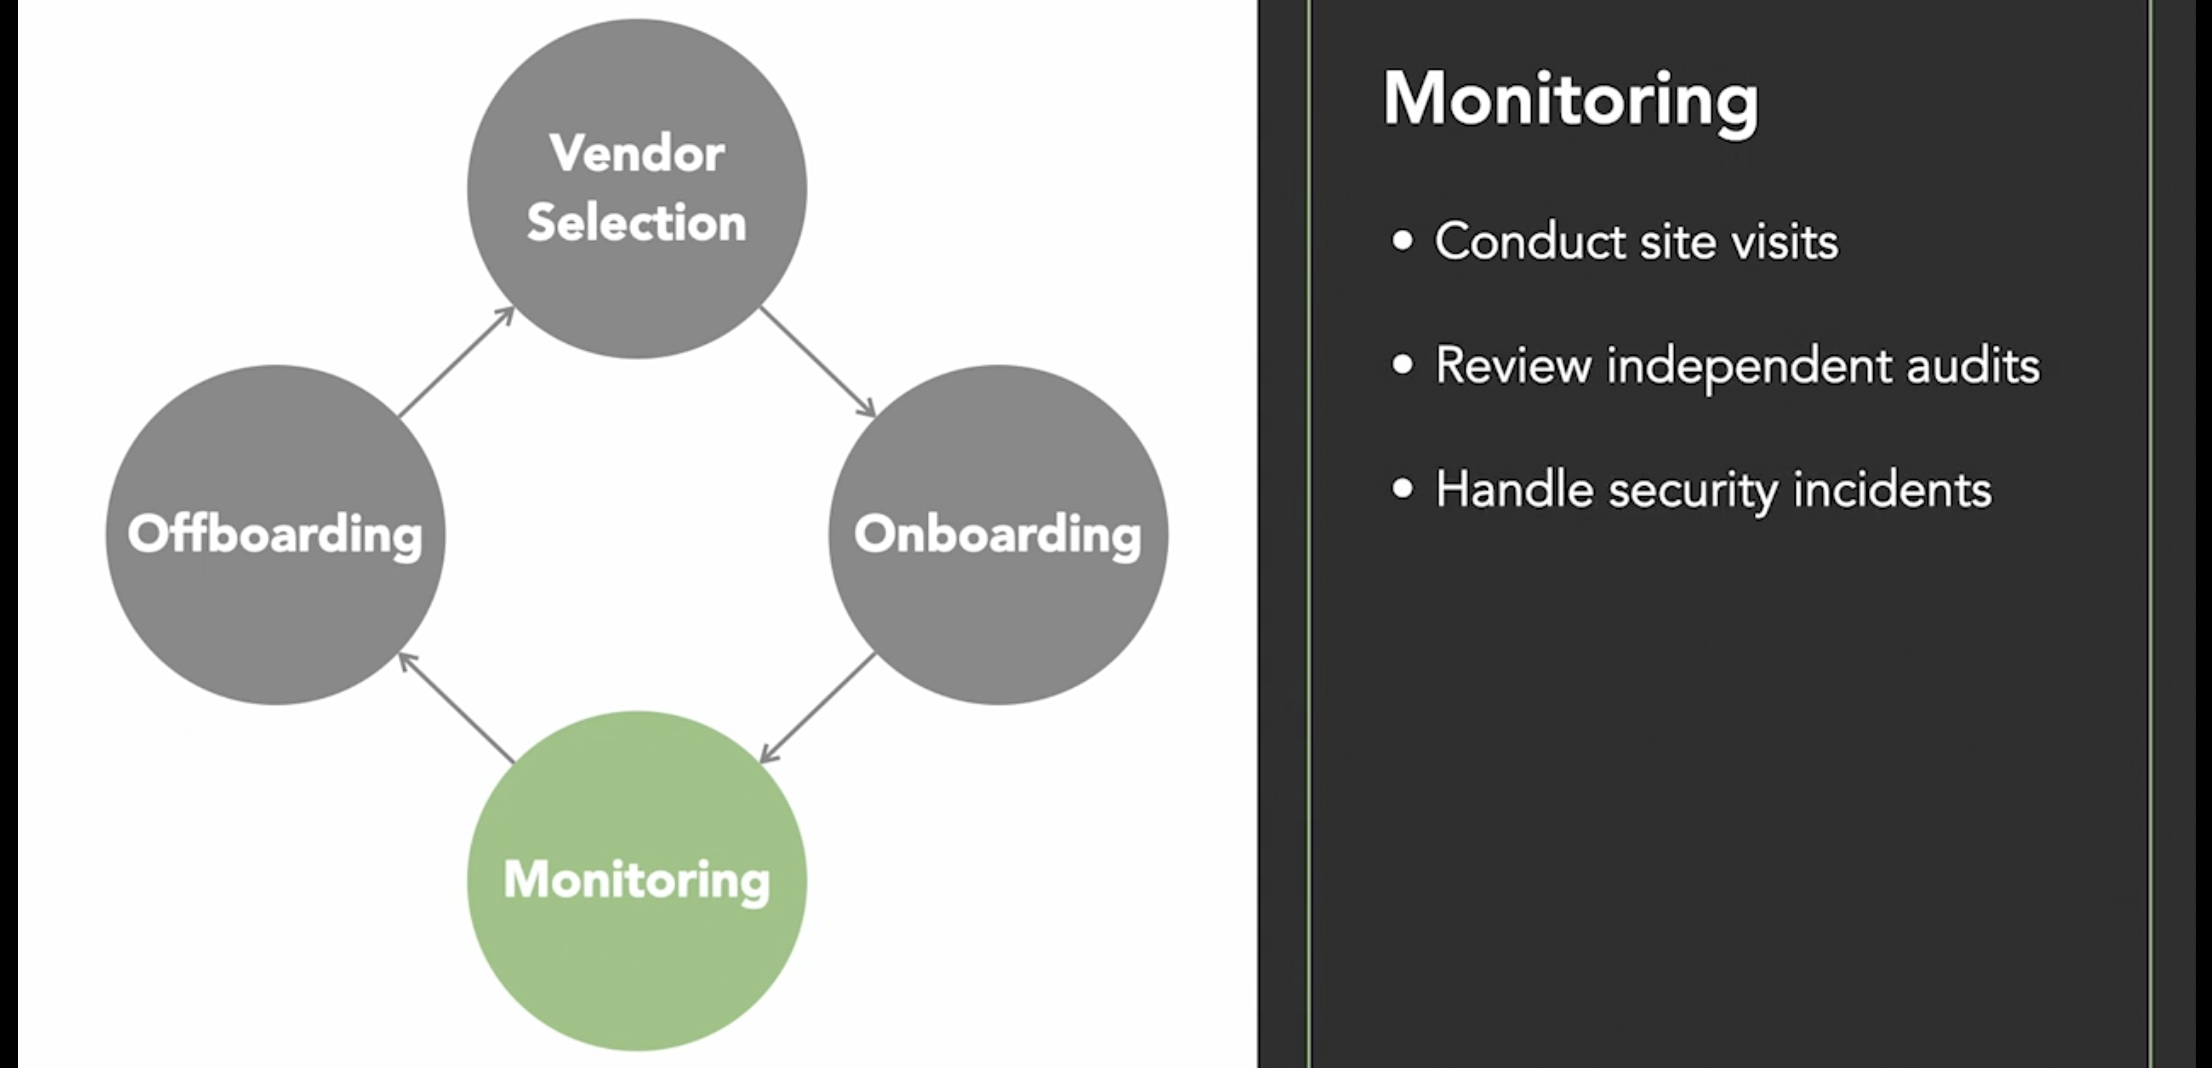 Vendor
Selection
Offboarding
Onboarding
Monitoring
Monitoring
• Conduct site visits
• Review independent audits
• Handle security incidents